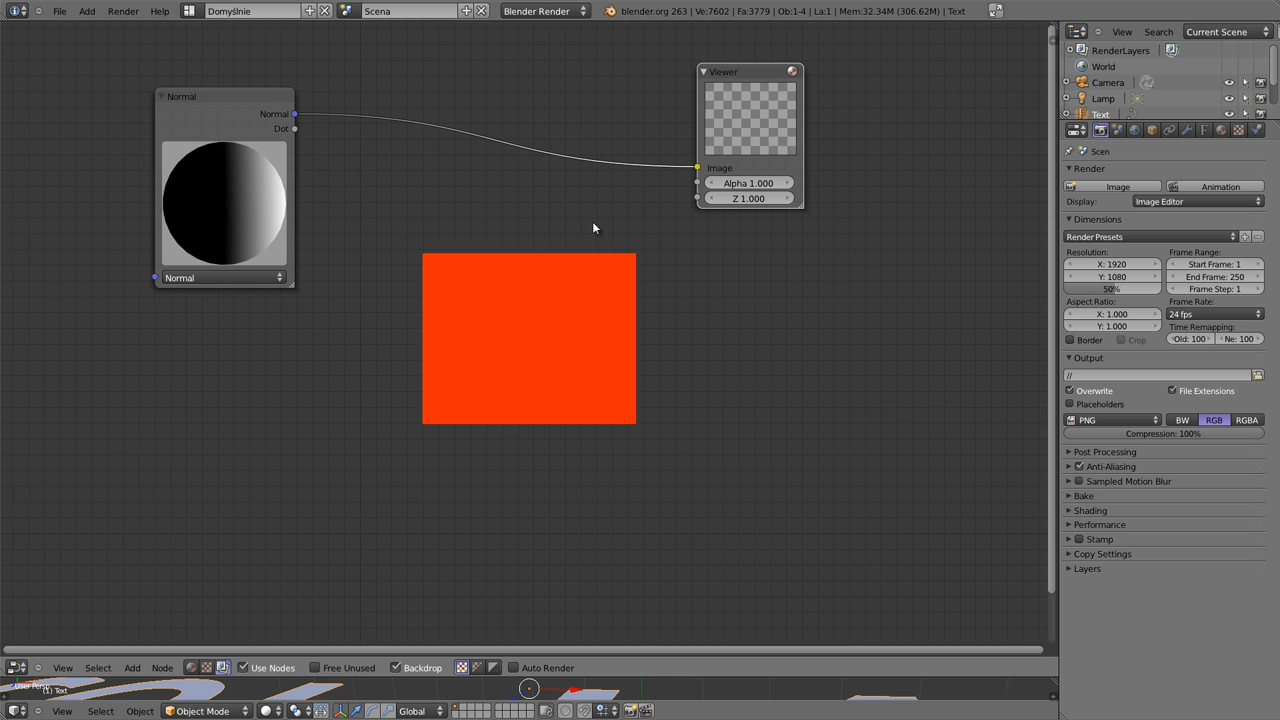 File Add Render Help Domyślnie Scena Blender Render blender.org 263 | Ve:7602 | Fa:3779 | Ob:1-4 | La:1 | Mem:32.34M (306.62M) | Text
View Search Current Scene
RenderLayers
World
Camera
Lamp
Text
Normal
Normal
Dot
Normal
Viewer
Image
Alpha 1.000
Z 1.000
Scen
Render
Image Animation
Display: Image Editor
Dimensions
Render Presets
Resolution: Frame Range:
X: 1920 Start Frame: 1
Y: 1080 End Frame: 250
50% Frame Step: 1
Aspect Ratio: Frame Rate:
X: 1.000 24 fps
Y: 1.000 Time Remapping:
Border Crop Old: 100 Ne: 100
Output
//
Overwrite File Extensions
Placeholders
PNG BW RGB RGBA
Compression: 100%
Post Processing
Anti-Aliasing
Sampled Motion Blur
Bake
Shading
Performance
Stamp
Copy Settings
Layers
View Select Add Node Use Nodes Free Unused Backdrop Auto Render
User Persp
(1) Text
View Select Object Object Mode Global